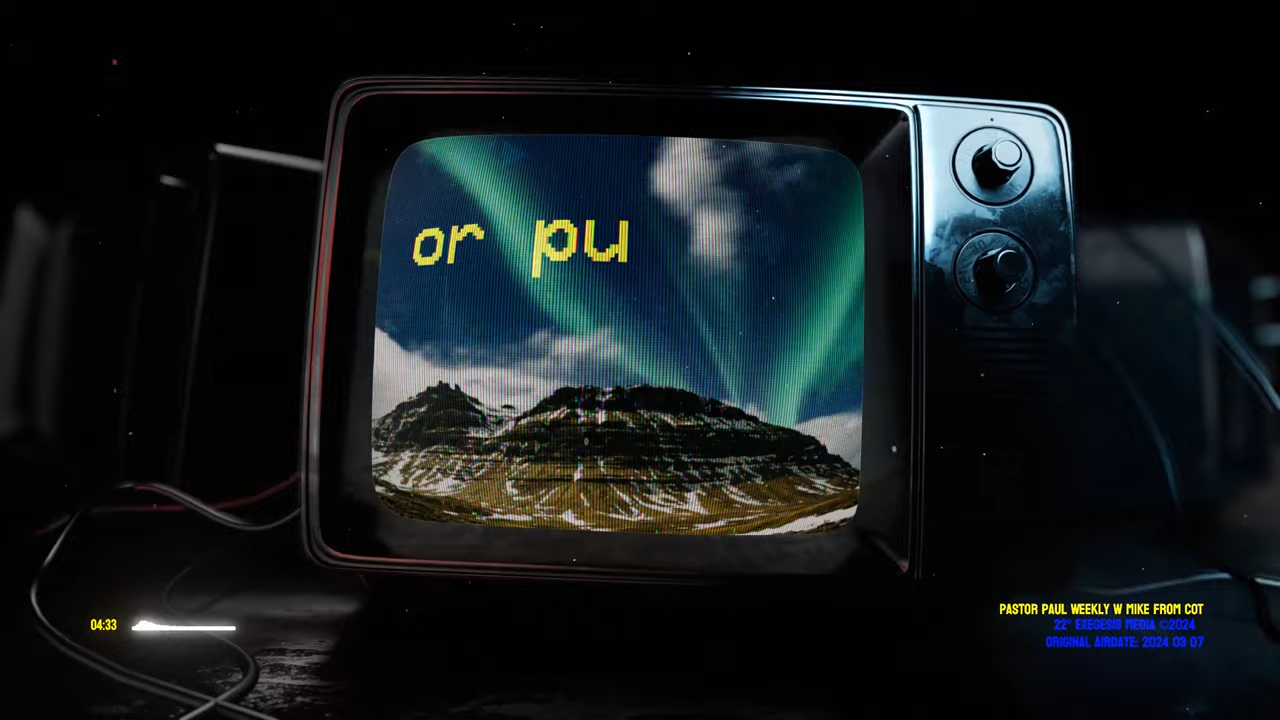 or pu
04:33
PASTOR PAUL WEEKLY W MIKE FROM COT
22° EXEGESIS MEDIA ©2024
ORIGINAL AIRDATE: 2024 03 07